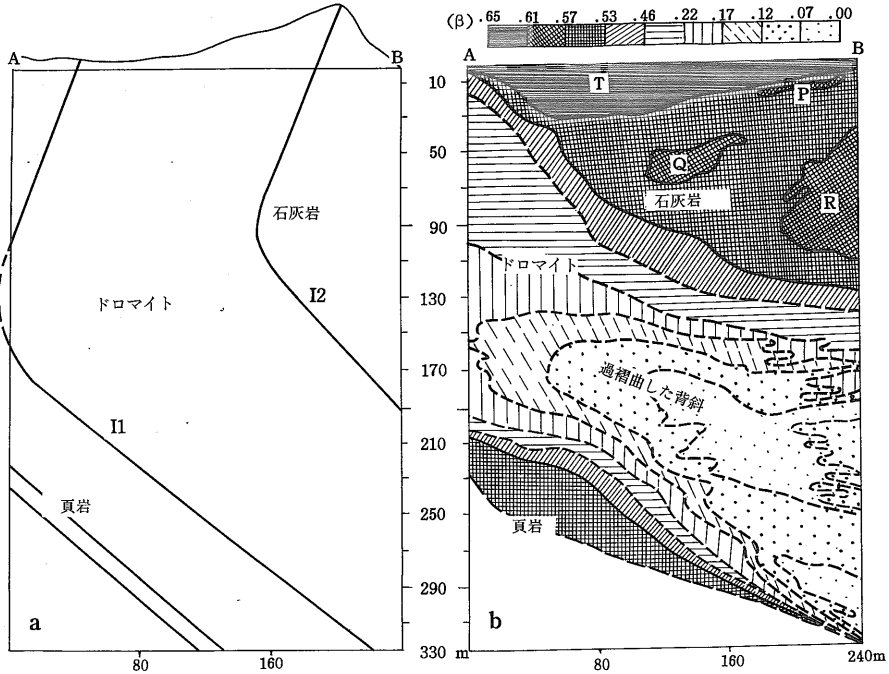 (β) .65 .61 .57 .53 .46 .22 .17 .12 .07 .00
A B
石灰岩
ドロマイト
I2
I1
頁岩
a
80 160
10
50
90
130
170
210
250
290
330 m
A B
T
P
Q
石灰岩
R
ドロマイト
過褶曲した背斜
頁岩
b
80 160 240m